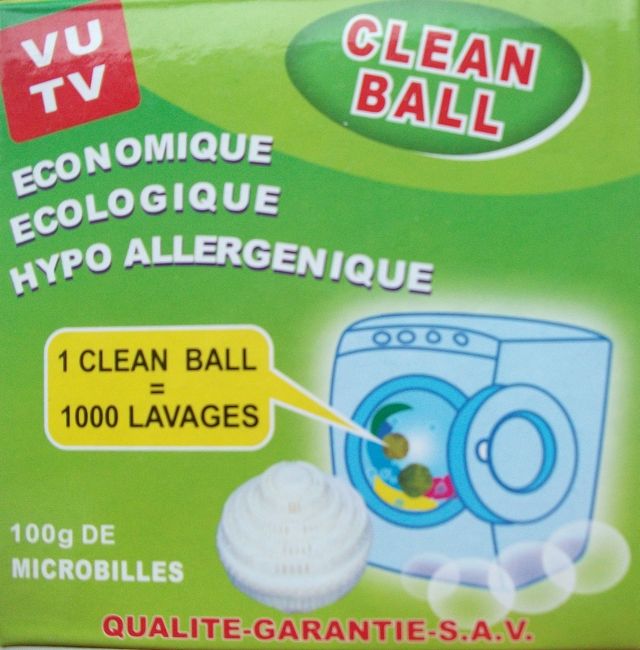 VU
TV
CLEAN
BALL
ECONOMIQUE
ECOLOGIQUE
HYPO ALLERGENIQUE
1 CLEAN BALL
=
1000 LAVAGES
100g DE
MICROBILLES
QUALITE-GARANTIE-S.A.V.